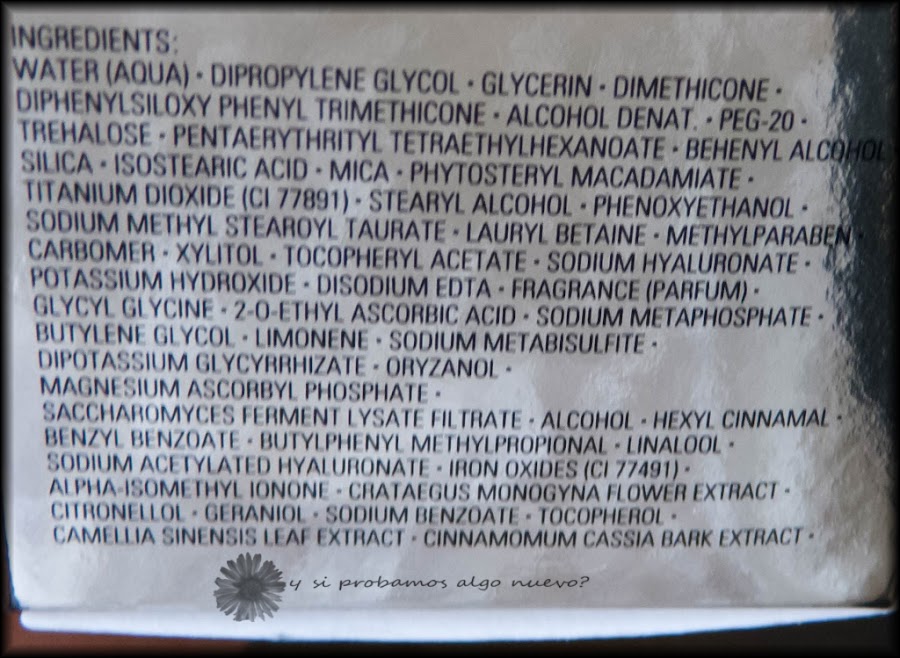 INGREDIENTS:
WATER (AQUA) · DIPROPYLENE GLYCOL · GLYCERIN · DIMETHICONE ·
DIPHENYLSILOXY PHENYL TRIMETHICONE · ALCOHOL DENAT. · PEG-20 ·
TREHALOSE · PENTAERYTHRITYL TETRAETHYLHEXANOATE · BEHENYL ALCOHOL
SILICA · ISOSTEARIC ACID · MICA · PHYTOSTERYL MACADAMIATE ·
TITANIUM DIOXIDE (CI 77891) · STEARYL ALCOHOL · PHENOXYETHANOL ·
SODIUM METHYL STEAROYL TAURATE · LAURYL BETAINE · METHYLPARABEN ·
CARBOMER · XYLITOL · TOCOPHERYL ACETATE · SODIUM HYALURONATE ·
POTASSIUM HYDROXIDE · DISODIUM EDTA · FRAGRANCE (PARFUM) ·
GLYCYL GLYCINE · 2-O-ETHYL ASCORBIC ACID · SODIUM METAPHOSPHATE ·
BUTYLENE GLYCOL · LIMONENE · SODIUM METABISULFITE ·
DIPOTASSIUM GLYCYRRHIZATE · ORYZANOL ·
MAGNESIUM ASCORBYL PHOSPHATE ·
SACCHAROMYCES FERMENT LYSATE FILTRATE · ALCOHOL · HEXYL CINNAMAL ·
BENZYL BENZOATE · BUTYLPHENYL METHYLPROPIONAL · LINALOOL ·
SODIUM ACETYLATED HYALURONATE · IRON OXIDES (CI 77491) ·
ALPHA-ISOMETHYL IONONE · CRATAEGUS MONOGYNA FLOWER EXTRACT ·
CITRONELLOL · GERANIOL · SODIUM BENZOATE · TOCOPHEROL ·
CAMELLIA SINENSIS LEAF EXTRACT · CINNAMOMUM CASSIA BARK EXTRACT ·
y si probamos algo nuevo?